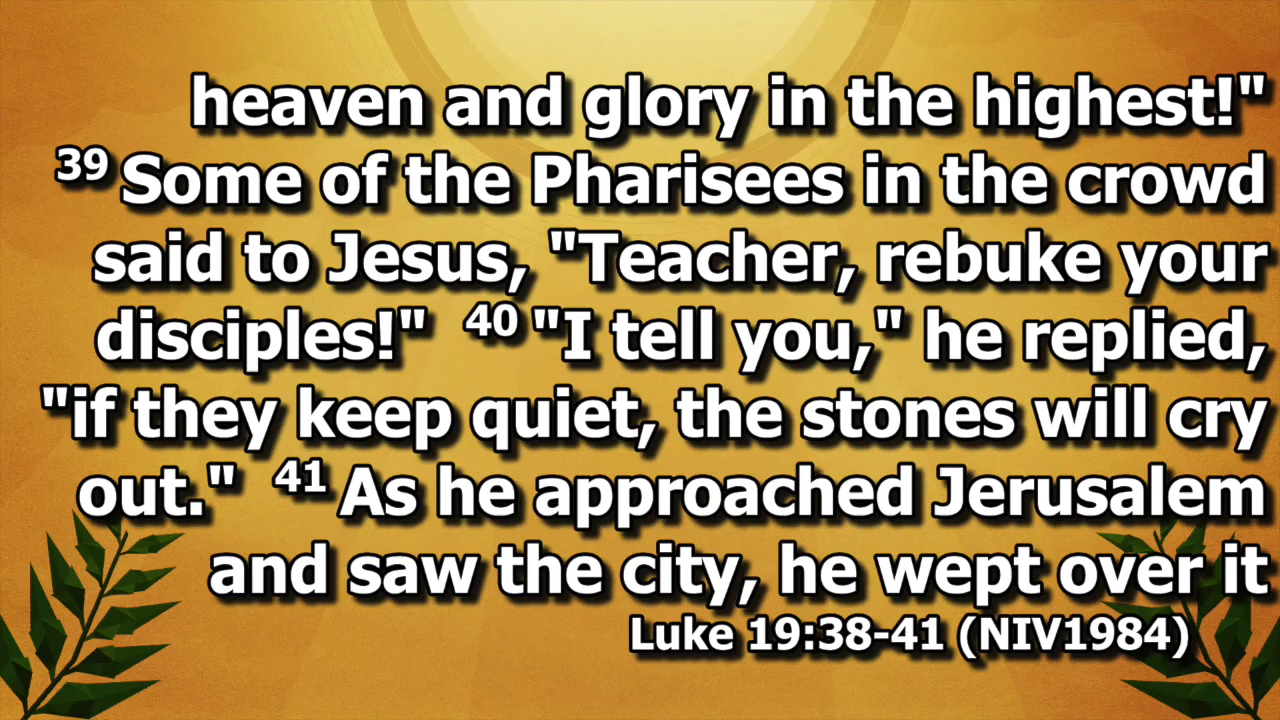 heaven and glory in the highest!"
39 Some of the Pharisees in the crowd
said to Jesus, "Teacher, rebuke your
disciples!" 40 "I tell you," he replied,
"if they keep quiet, the stones will cry
out." 41 As he approached Jerusalem
and saw the city, he wept over it
Luke 19:38-41 (NIV1984)